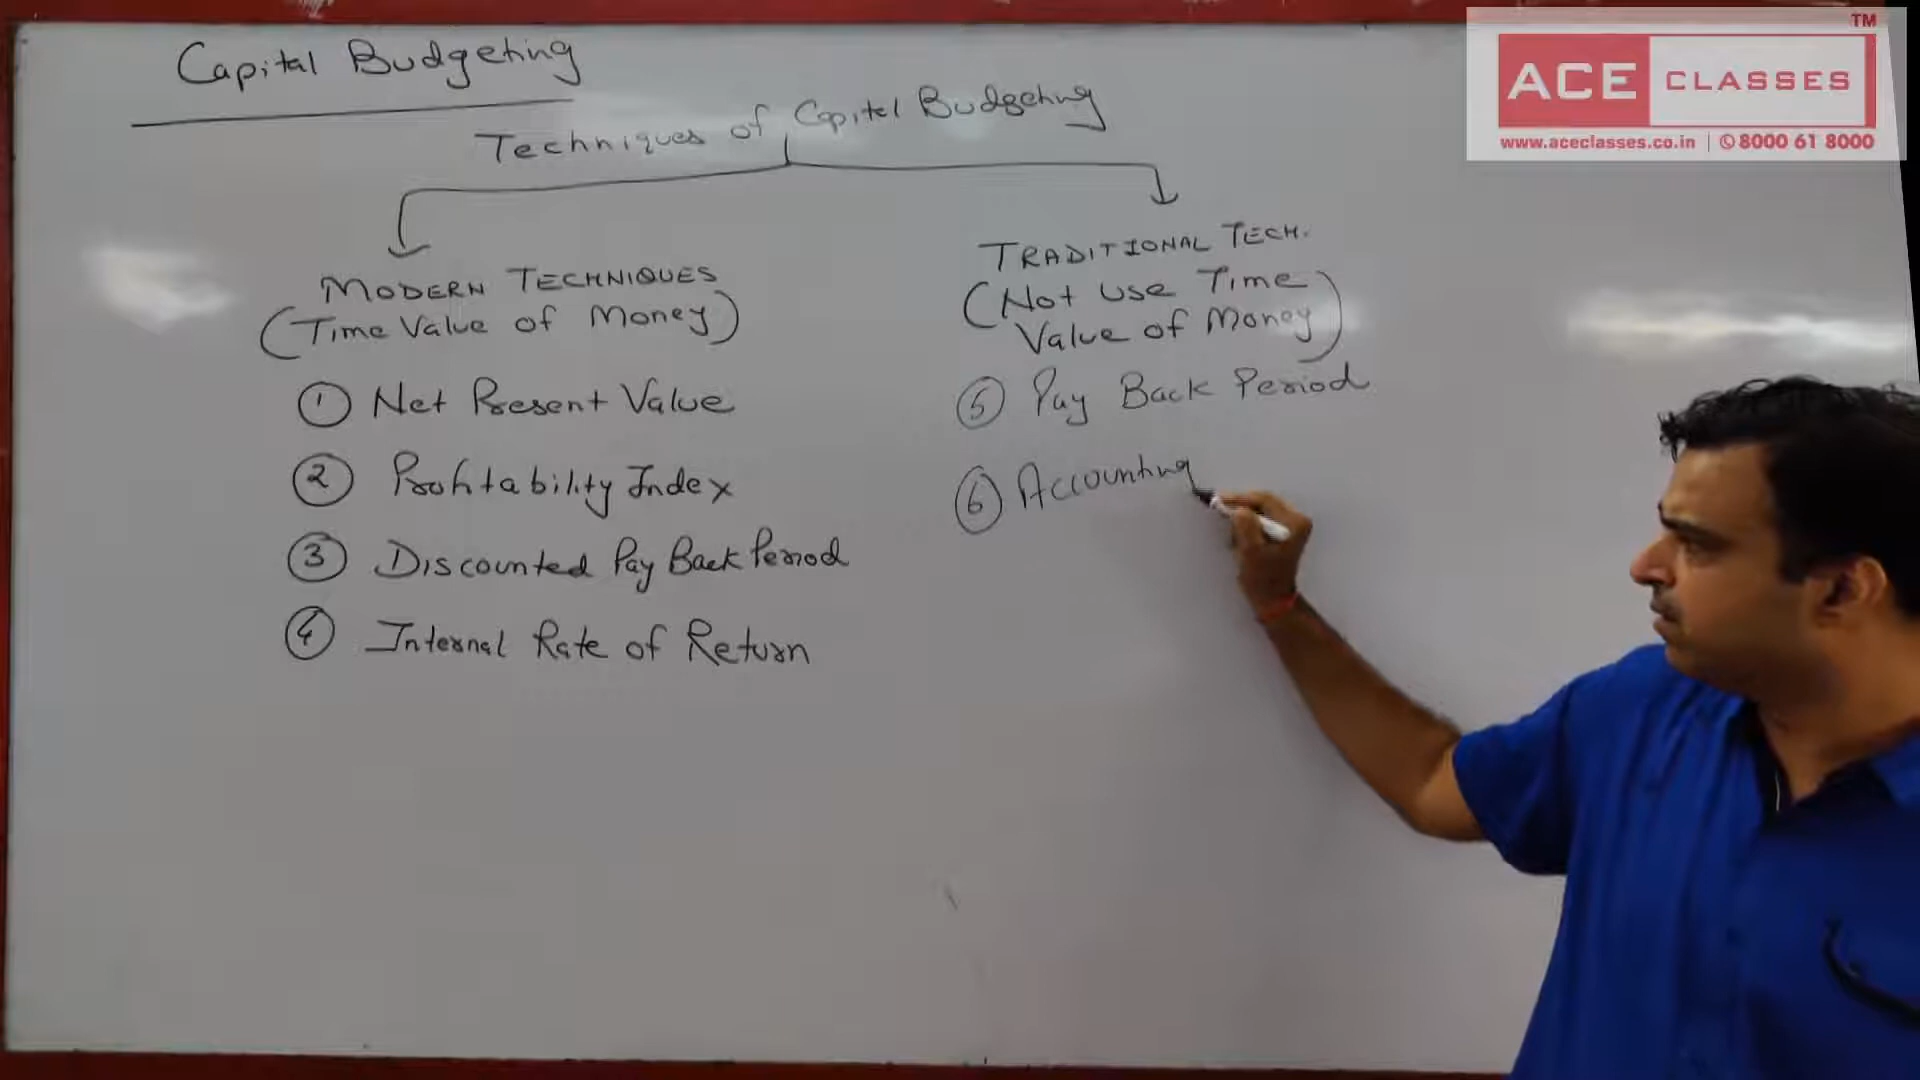 Capital Budgeting
Techniques of Capital Budgeting
MODERN TECHNIQUES
(Time Value of Money)
① Net Present Value
② Profitability Index
③ Discounted Pay Back Period
④ Internal Rate of Return
TRADITIONAL TECH.
(Not use Time
Value of Money)
⑤ Pay Back Period
⑥ Accounting
TM
ACE CLASSES
www.aceclasses.co.in | 8000 61 8000